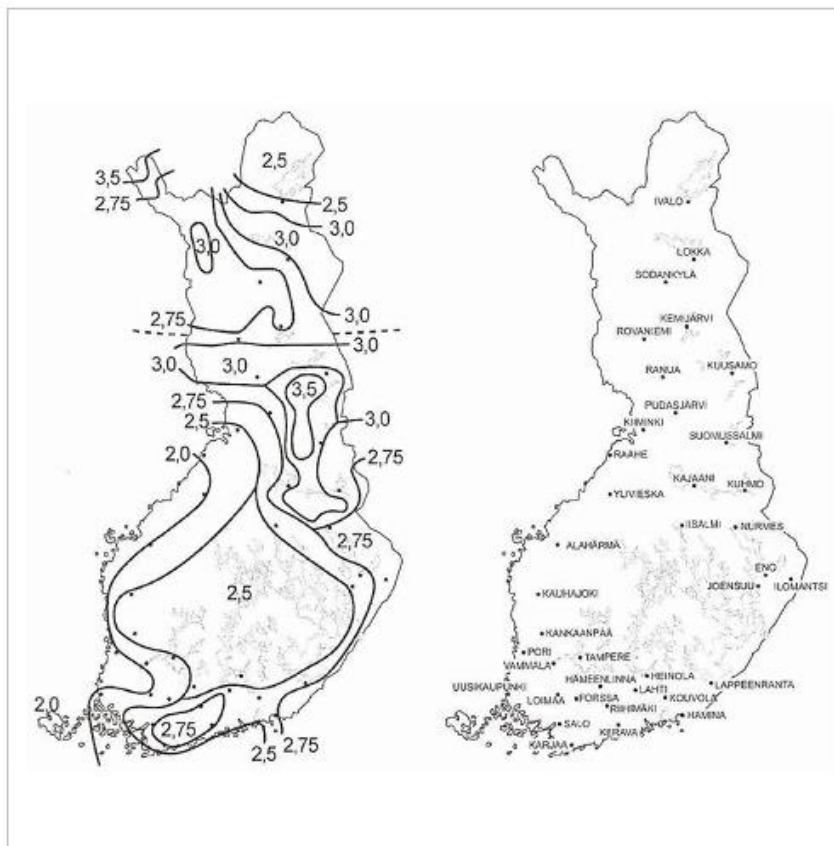 2,5
3,5
2,75
2,5
3,0
3,0
3,0
2,75
3,0
3,0
3,0
3,0
3,5
2,75
2,5
3,0
2,0
2,75
2,75
2,5
2,0
2,75
2,75
2,5
IVALO
LOKKA
SODANKYLÄ
KEMIJÄRVI
ROVANIEMI
RANUA
KUUSAMO
PUDASJÄRVI
KIIMINKI
SUOMUSSALMI
RAAHE
KAJAANI
KUHMO
YLIVIESKA
IISALMI
NURMES
ALAHÄRMÄ
ENO
JOENSUU
ILOMANTSI
KAUHAJOKI
KANKAANPÄÄ
PORI
TAMPERE
VAMMALA
HÄMEENLINNA
HEINOLA
LAPPEENRANTA
UUSIKAUPUNKI
LAHTI
LOIMAA
FORSSA
KOUVOLA
RIIHIMÄKI
HAMINA
SALO
KERAVA
KARJAA